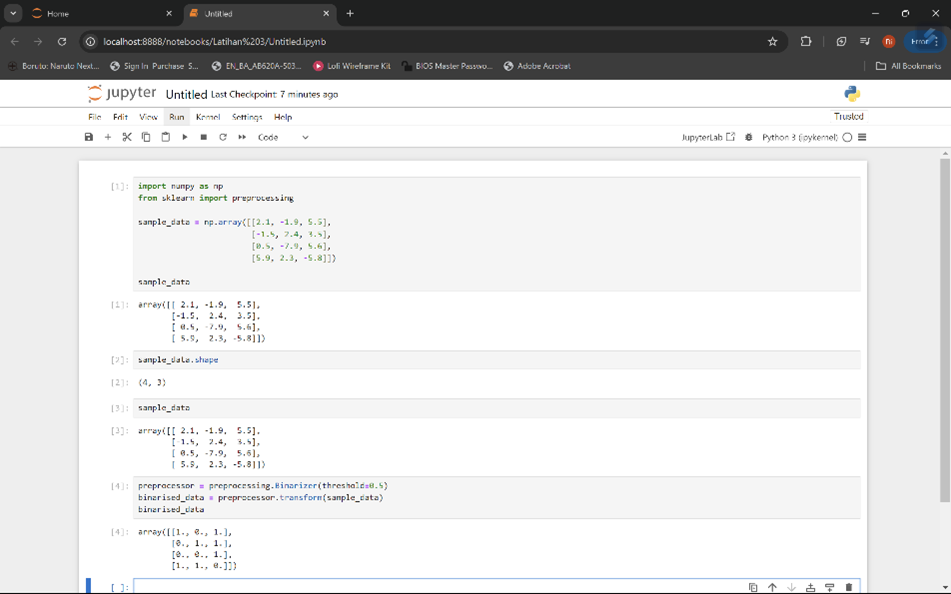 Home
Untitled
localhost:8888/notebooks/Latihan%203/Untitled.ipynb
ni
Error
Boruto: Naruto Next...
Sign In Purchase S...
EN_BA_AB620A-503...
Lofi Wireframe Kit
BIOS Master Passwo...
Adobe Acrobat
All Bookmarks
jupyter Untitled Last Checkpoint: 7 minutes ago
File Edit View Run Kernel Settings Help
Trusted
Code
JupyterLab
Python 3 (ipykernel)
[1]: import numpy as np
from sklearn import preprocessing
sample_data = np.array([[2.1, -1.9, 5.5],
[-1.5, 2.4, 3.5],
[0.5, -7.9, 5.6],
[5.9, 2.3, -5.8]])
sample_data
[1]: array([[ 2.1, -1.9, 5.5],
[-1.5, 2.4, 3.5],
[ 0.5, -7.9, 5.6],
[ 5.9, 2.3, -5.8]])
[2]: sample_data.shape
[2]: (4, 3)
[3]: sample_data
[3]: array([[ 2.1, -1.9, 5.5],
[-1.5, 2.4, 3.5],
[ 0.5, -7.9, 5.6],
[ 5.9, 2.3, -5.8]])
[4]: preprocessor = preprocessing.Binarizer(threshold=0.5)
binarised_data = preprocessor.transform(sample_data)
binarised_data
[4]: array([[1., 0., 1.],
[0., 1., 1.],
[0., 0., 1.],
[1., 1., 0.]])
[ ]: